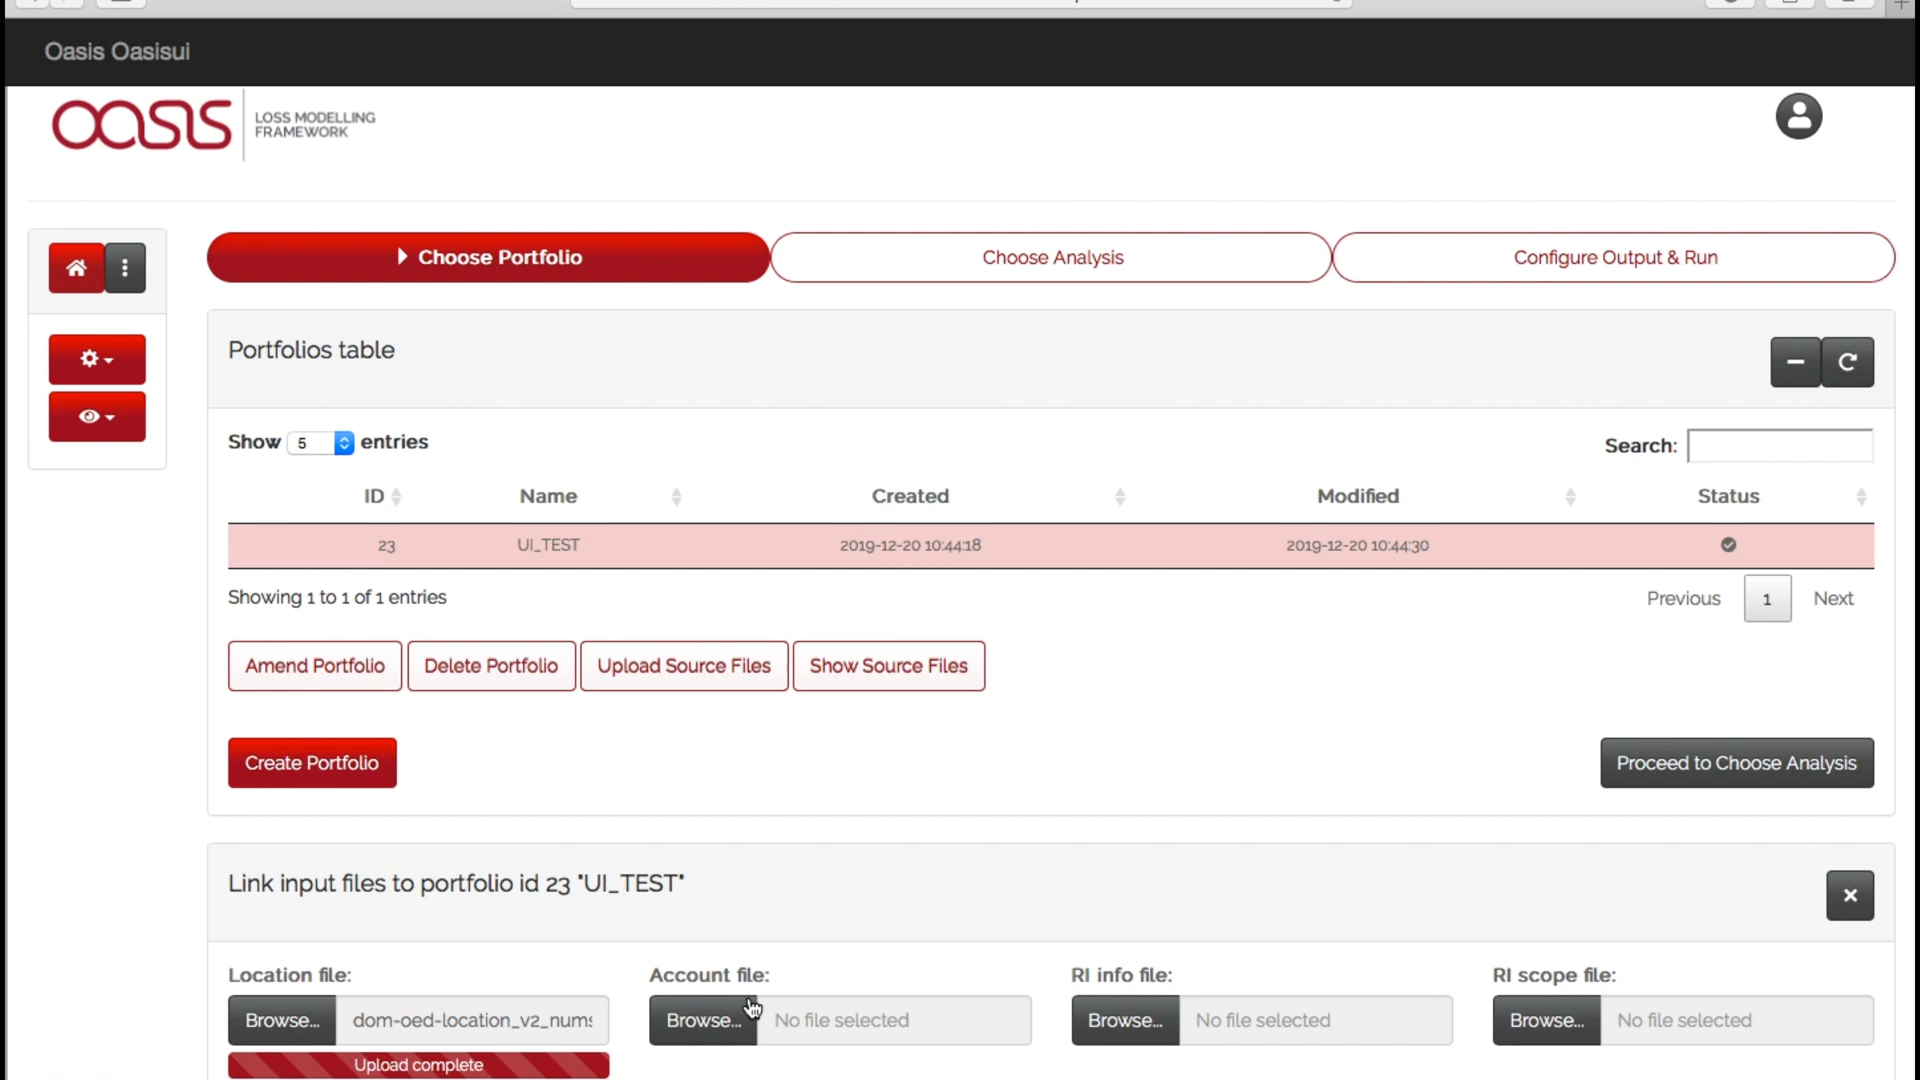 Oasis Oasisui
OASIS LOSS MODELLING FRAMEWORK
Choose Portfolio
Choose Analysis
Configure Output & Run
Portfolios table
Show 5 entries
Search:
ID Name Created Modified Status
23 UI_TEST 2019-12-20 10:44:18 2019-12-20 10:44:30
Showing 1 to 1 of 1 entries
Previous 1 Next
Amend Portfolio Delete Portfolio Upload Source Files Show Source Files
Create Portfolio Proceed to Choose Analysis
Link input files to portfolio id 23 "UI_TEST"
Location file: Account file: RI info file: RI scope file:
Browse... dom-oed-location_v2_nums Browse... No file selected Browse... No file selected Browse... No file selected
Upload complete